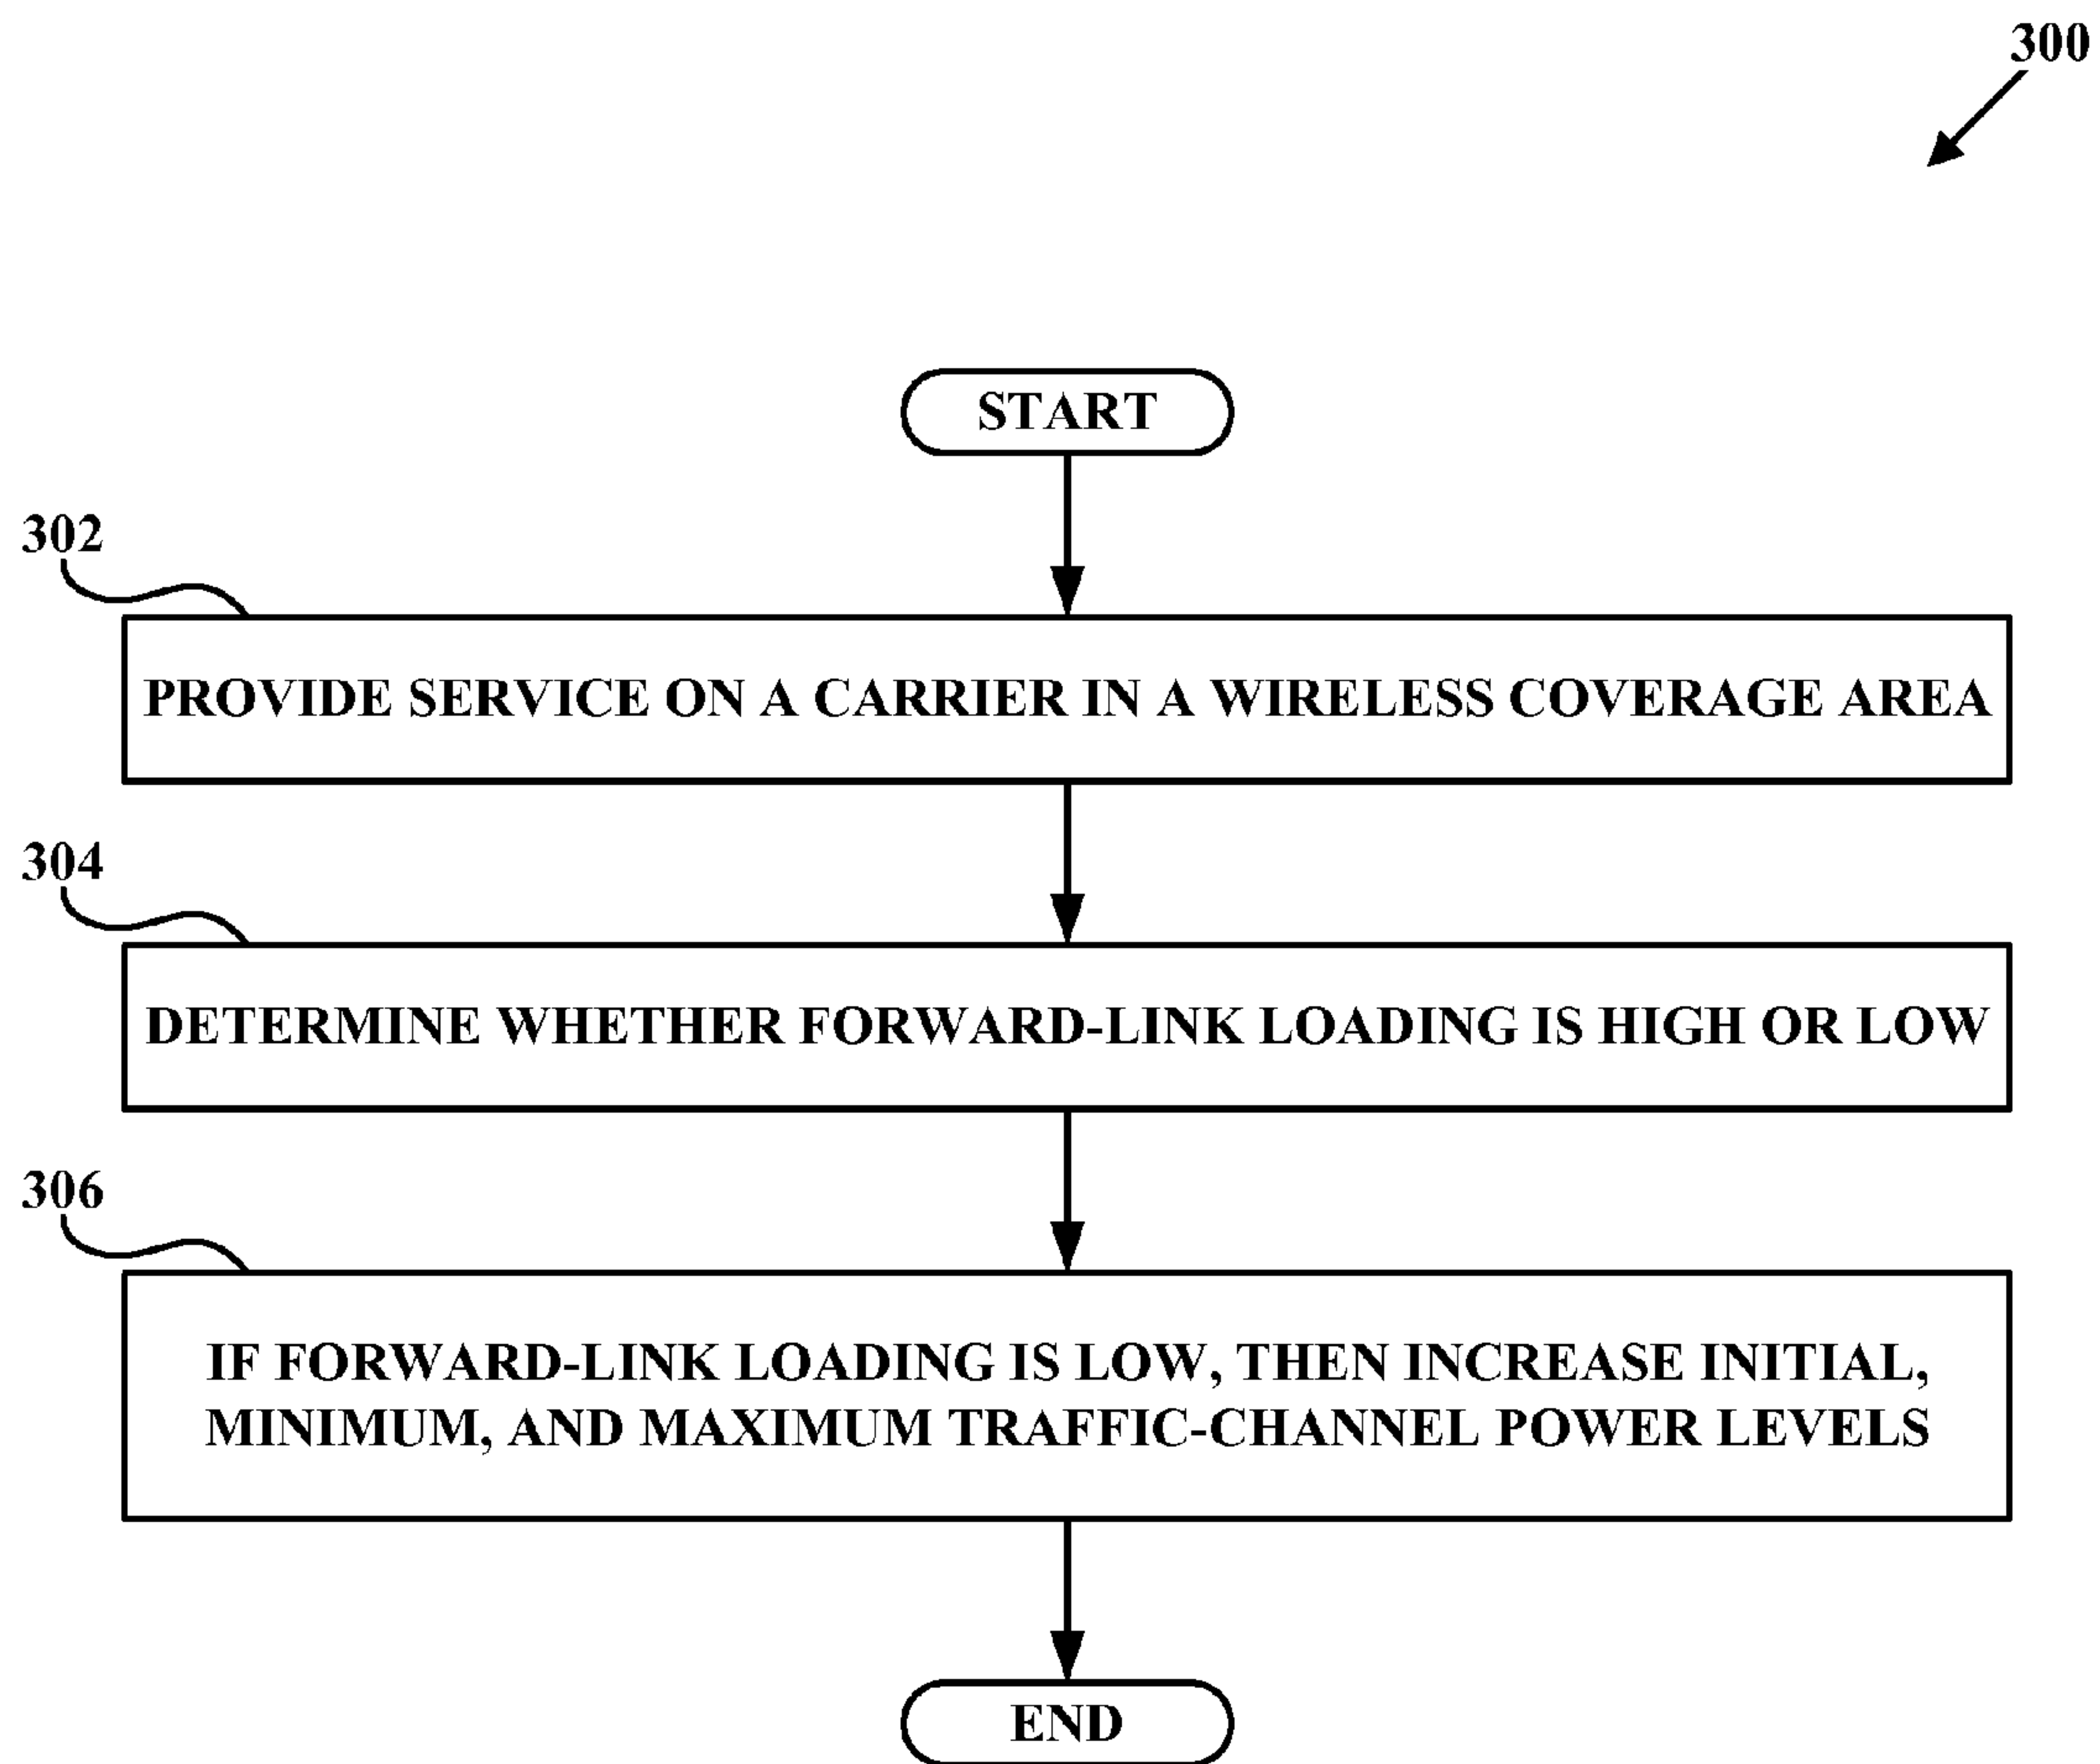 300
START
302
PROVIDE SERVICE ON A CARRIER IN A WIRELESS COVERAGE AREA
304
DETERMINE WHETHER FORWARD-LINK LOADING IS HIGH OR LOW
306
IF FORWARD-LINK LOADING IS LOW, THEN INCREASE INITIAL,
MINIMUM, AND MAXIMUM TRAFFIC-CHANNEL POWER LEVELS
END